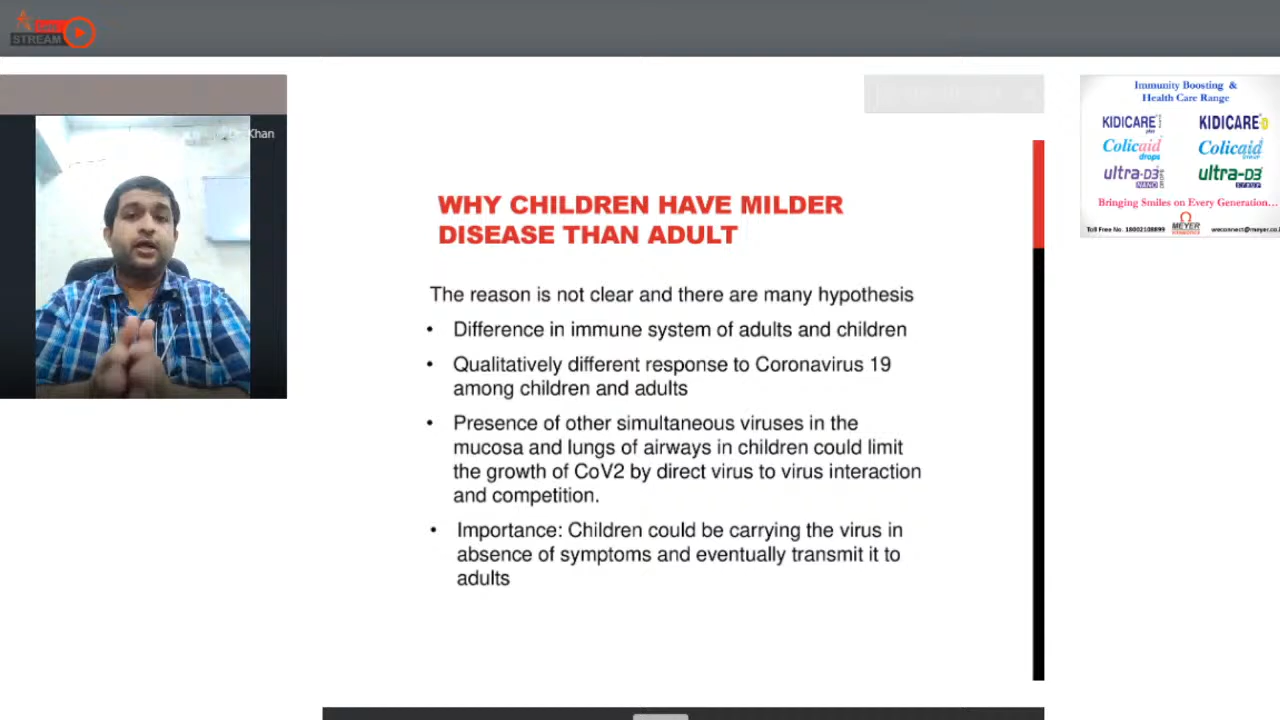 STREAM
Khan
WHY CHILDREN HAVE MILDER
DISEASE THAN ADULT
The reason is not clear and there are many hypothesis
• Difference in immune system of adults and children
• Qualitatively different response to Coronavirus 19
among children and adults
• Presence of other simultaneous viruses in the
mucosa and lungs of airways in children could limit
the growth of CoV2 by direct virus to virus interaction
and competition.
• Importance: Children could be carrying the virus in
absence of symptoms and eventually transmit it to
adults
Immunity Boosting &
Health Care Range
KIDICARE plus
KIDICARE-D
Colicaid drops
Colicaid
ultra-D3 NANO
ultra-D3
Bringing Smiles on Every Generation...
Toll Free No. 18002108899
MEYER
weconnect@meyer.co.